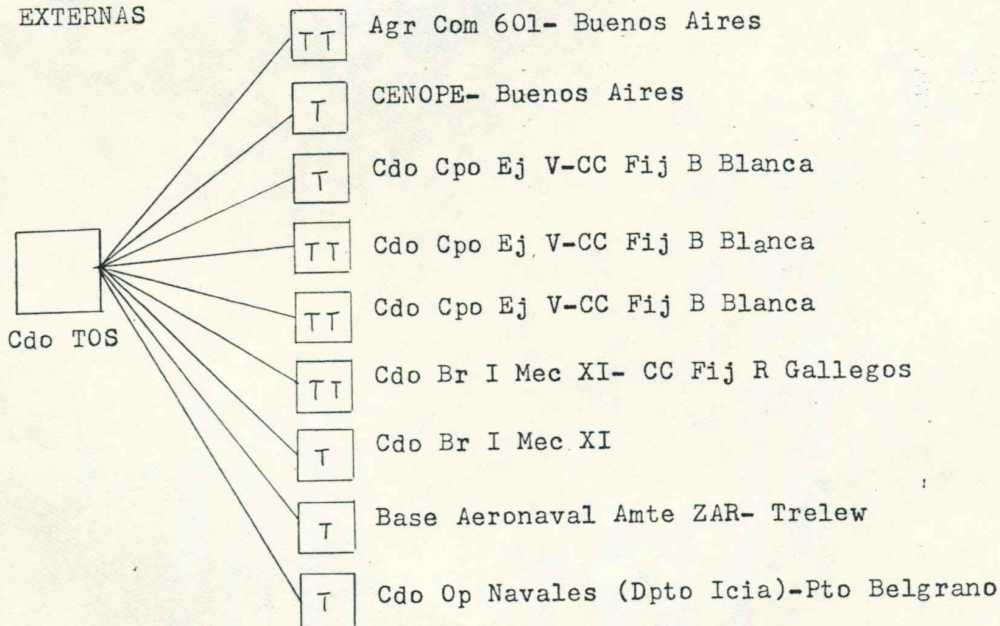 EXTERNAS
TT Agr Com 601- Buenos Aires
T CENOPE- Buenos Aires
T Cdo Cpo Ej V-CC Fij B Blanca
TT Cdo Cpo Ej V-CC Fij B Blanca
TT Cdo Cpo Ej V-CC Fij B Blanca
Cdo TOS
TT Cdo Br I Mec XI- CC Fij R Gallegos
T Cdo Br I Mec XI
T Base Aeronaval Amte ZAR- Trelew
T Cdo Op Navales (Dpto Icia)-Pto Belgrano